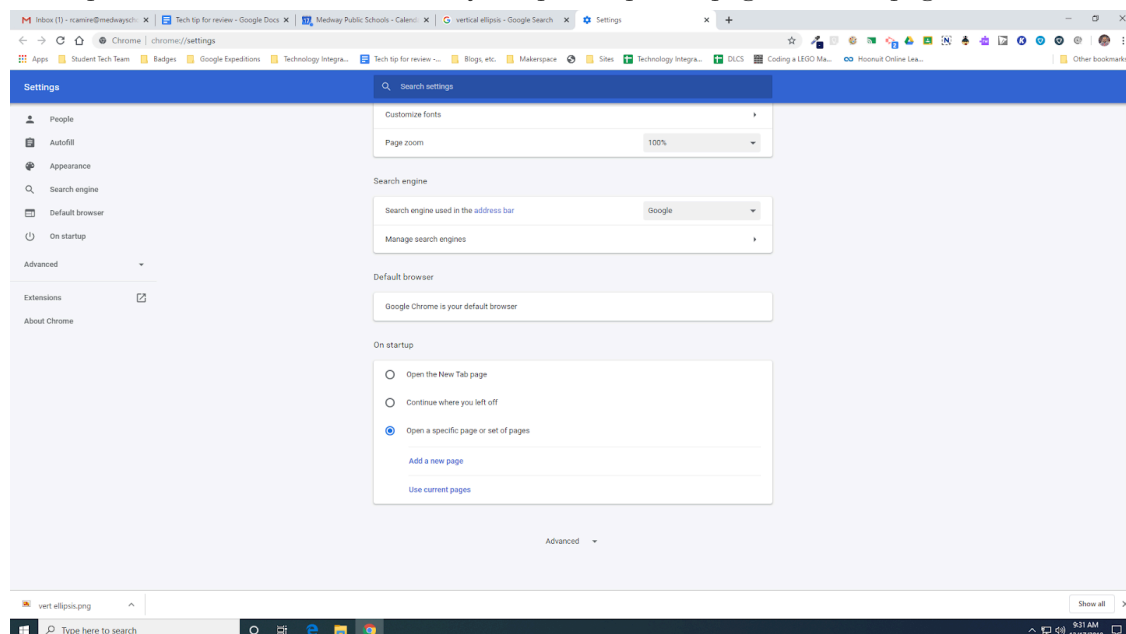 Inbox (1) - rcamire@medwaysch
Tech tip for review - Google Docs
Medway Public Schools - Calend
vertical ellipsis - Google Search
Settings
Chrome | chrome://settings
Apps
Student Tech Team
Badges
Google Expeditions
Technology Integra...
Tech tip for review -...
Blogs, etc.
Makerspace
Sites
Technology Integra...
DLCS
Coding a LEGO Ma...
Hoonuit Online Lea...
Other bookmarks
Settings
Search settings
People
Autofill
Appearance
Search engine
Default browser
On startup
Advanced
Extensions
About Chrome
Customize fonts
Page zoom 100%
Search engine
Search engine used in the address bar Google
Manage search engines
Default browser
Google Chrome is your default browser
On startup
Open the New Tab page
Continue where you left off
Open a specific page or set of pages
Add a new page
Use current pages
Advanced
vert ellipsis.png
Show all
Type here to search
9:31 AM